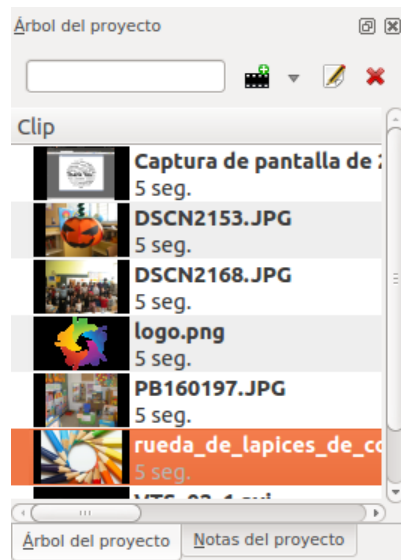 Árbol del proyecto
Clip
Captura de pantalla de
5 seg.
DSCN2153.JPG
5 seg.
DSCN2168.JPG
5 seg.
logo.png
5 seg.
PB160197.JPG
5 seg.
rueda_de_lapices_de_co
5 seg.
Árbol del proyecto
Notas del proyecto